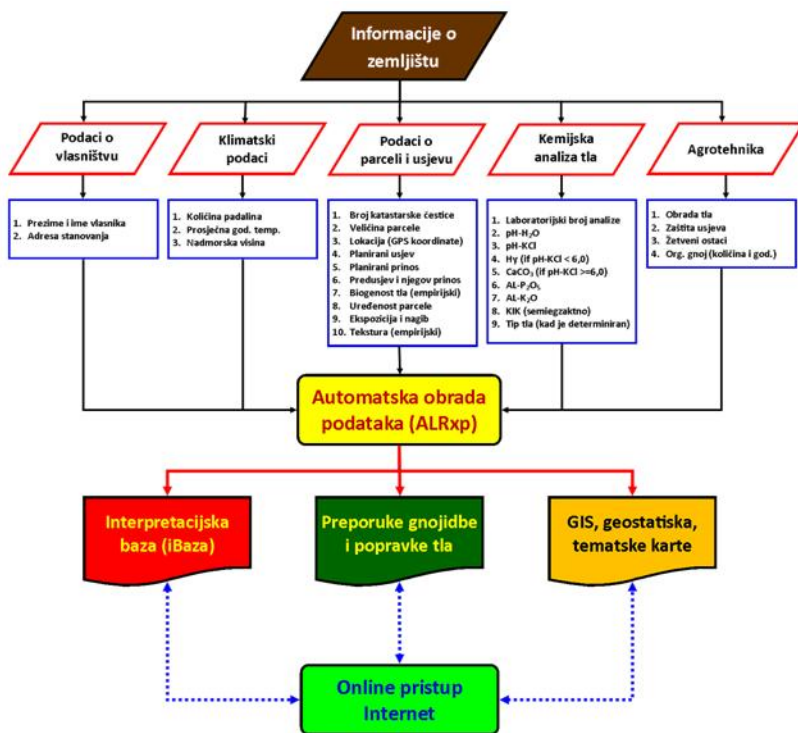 Informacije o
zemljištu
Podaci o
vlasništvu
Klimatski
podaci
Podaci o
parceli i usjevu
Kemijska
analiza tla
Agrotehnika
1. Prezime i ime vlasnika
2. Adresa stanovanja
1. Količina padalina
2. Prosječna god. temp.
3. Nadmorska visina
1. Broj katastarske čestice
2. Veličina parcele
3. Lokacija (GPS koordinate)
4. Planirani usjev
5. Planirani prinos
6. Predusjev i njegov prinos
7. Biogenost tla (empirijski)
8. Uređenost parcele
9. Ekspozicija i nagib
10. Tekstura (empirijski)
1. Laboratorijski broj analize
2. pH-H₂O
3. pH-KCl
4. Hy (if pH-KCl < 6,0)
5. CaCO₃ (if pH-KCl >=6,0)
6. AL-P₂O₅
7. AL-K₂O
8. KIK (semiegzaktno)
9. Tip tla (kad je determiniran)
1. Obrada tla
2. Zaštita usjeva
3. Žetveni ostaci
4. Org. gnoj (količina i god.)
Automatska obrada
podataka (ALRxp)
Interpretacijska
baza (iBaza)
Preporuke gnojidbe
i popravke tla
GIS, geostatiska,
tematske karte
Online pristup
Internet